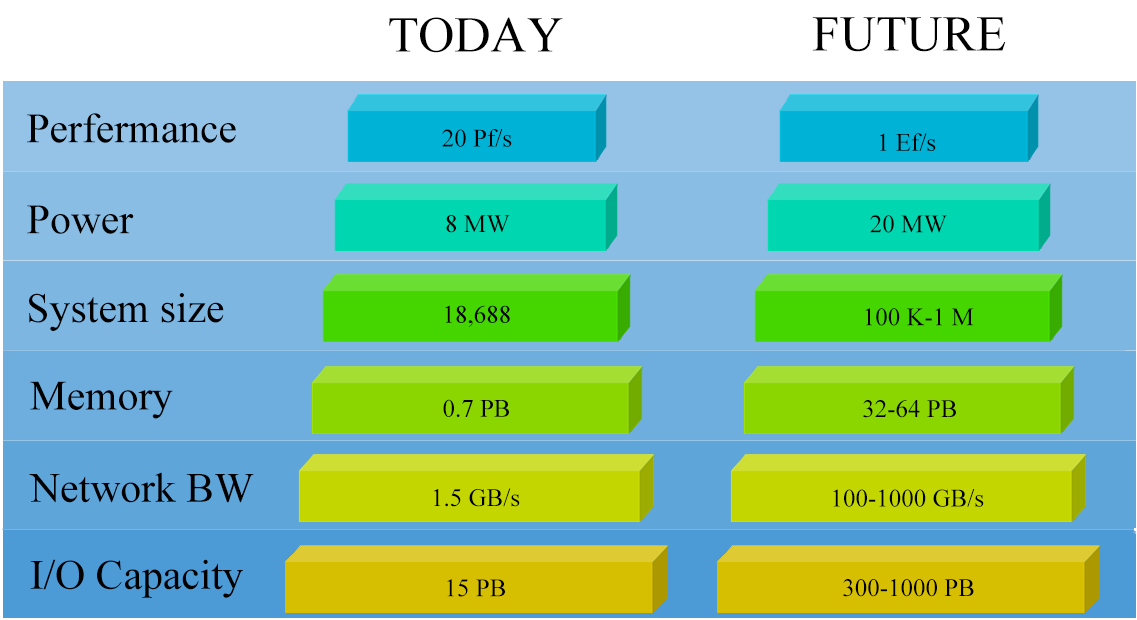 TODAY FUTURE
Perfermance 20 Pf/s 1 Ef/s
Power 8 MW 20 MW
System size 18,688 100 K-1 M
Memory 0.7 PB 32-64 PB
Network BW 1.5 GB/s 100-1000 GB/s
I/O Capacity 15 PB 300-1000 PB